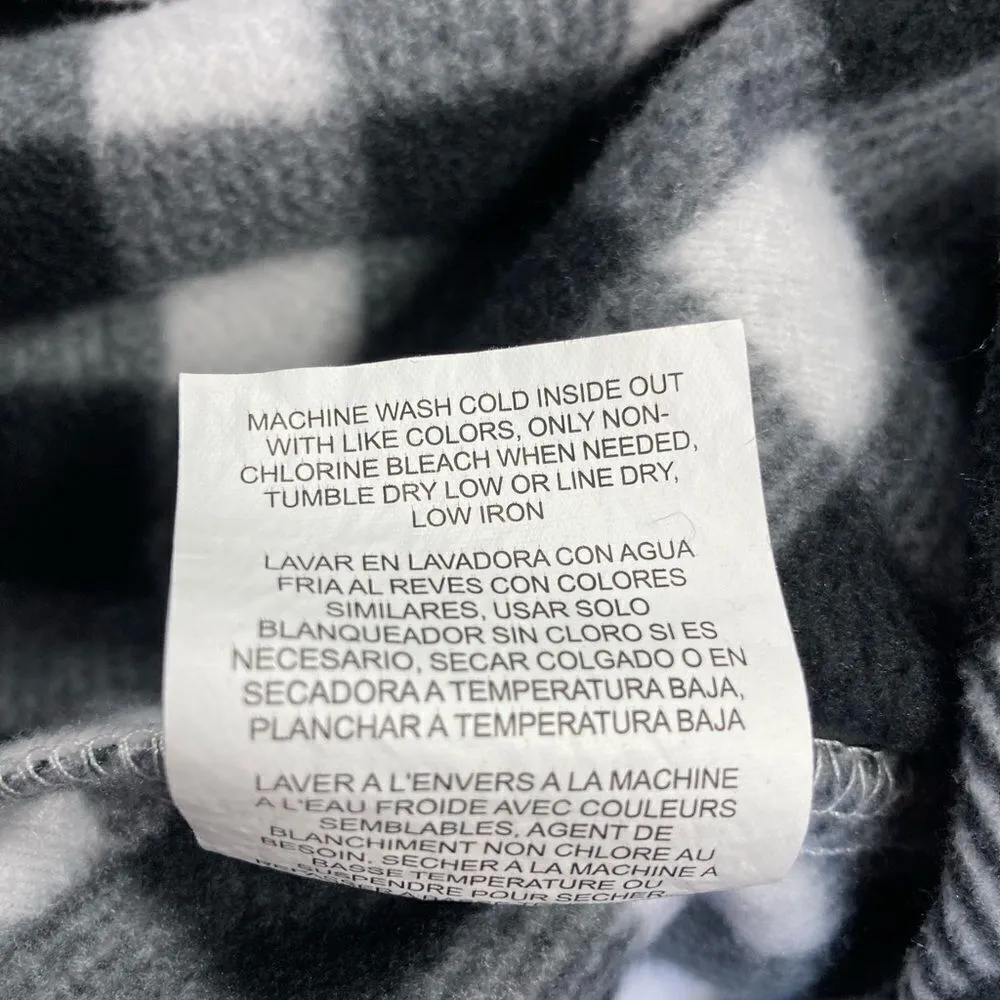 MACHINE WASH COLD INSIDE OUT
WITH LIKE COLORS, ONLY NON-
CHLORINE BLEACH WHEN NEEDED,
TUMBLE DRY LOW OR LINE DRY,
LOW IRON
LAVAR EN LAVADORA CON AGUA
FRIA AL REVES CON COLORES
SIMILARES, USAR SOLO
BLANQUEADOR SIN CLORO SI ES
NECESARIO, SECAR COLGADO O EN
SECADORA A TEMPERATURA BAJA,
PLANCHAR A TEMPERATURA BAJA
LAVER A L'ENVERS A LA MACHINE
A L'EAU FROIDE AVEC COULEURS
SEMBLABLES, AGENT DE
BLANCHIMENT NON CHLORE AU
BESOIN. SECHER A LA MACHINE A
BASSE TEMPERATURE OU
SUSPENDRE POUR SECHER